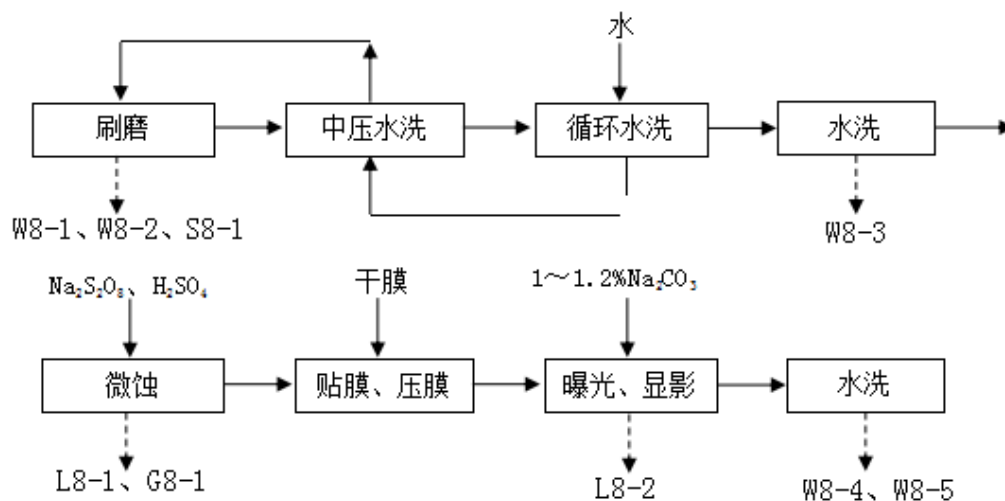 水
刷磨
中压水洗
循环水洗
水洗
W8-1、W8-2、S8-1
W8-3
Na₂S₂O₈、H₂SO₄
干膜
1～1.2%Na₂CO₃
微蚀
贴膜、压膜
曝光、显影
水洗
L8-1、G8-1
L8-2
W8-4、W8-5